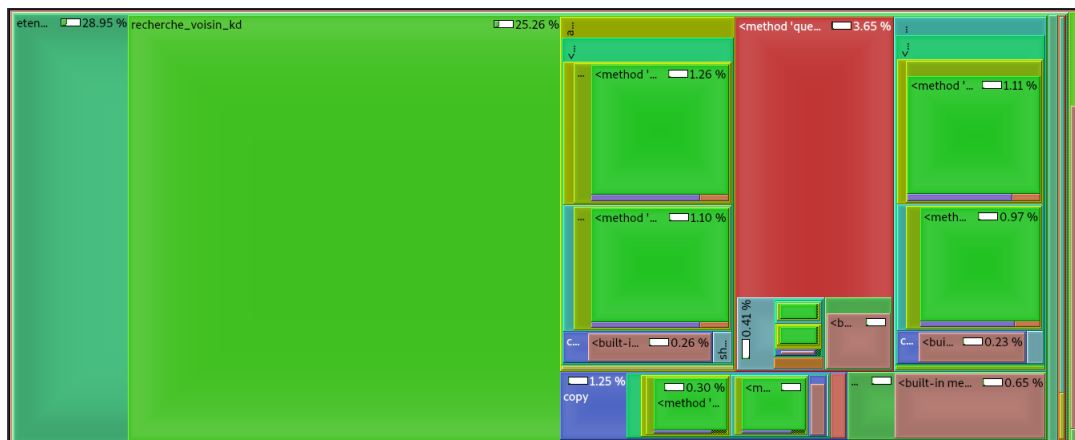 eten... 28.95 %
recherche_voisin_kd 25.26 %
a...
<...
... <method '... 1.26 %
... <method '... 1.10 %
c... <built-i... 0.26 % sh...
<method 'que... 3.65 %
0.41 %
<b...
...
<...
<method '... 1.11 %
<meth... 0.97 %
c... <bui... 0.23 %
1.25 %
copy
0.30 %
<method '...
<m...
...
<built-in me... 0.65 %